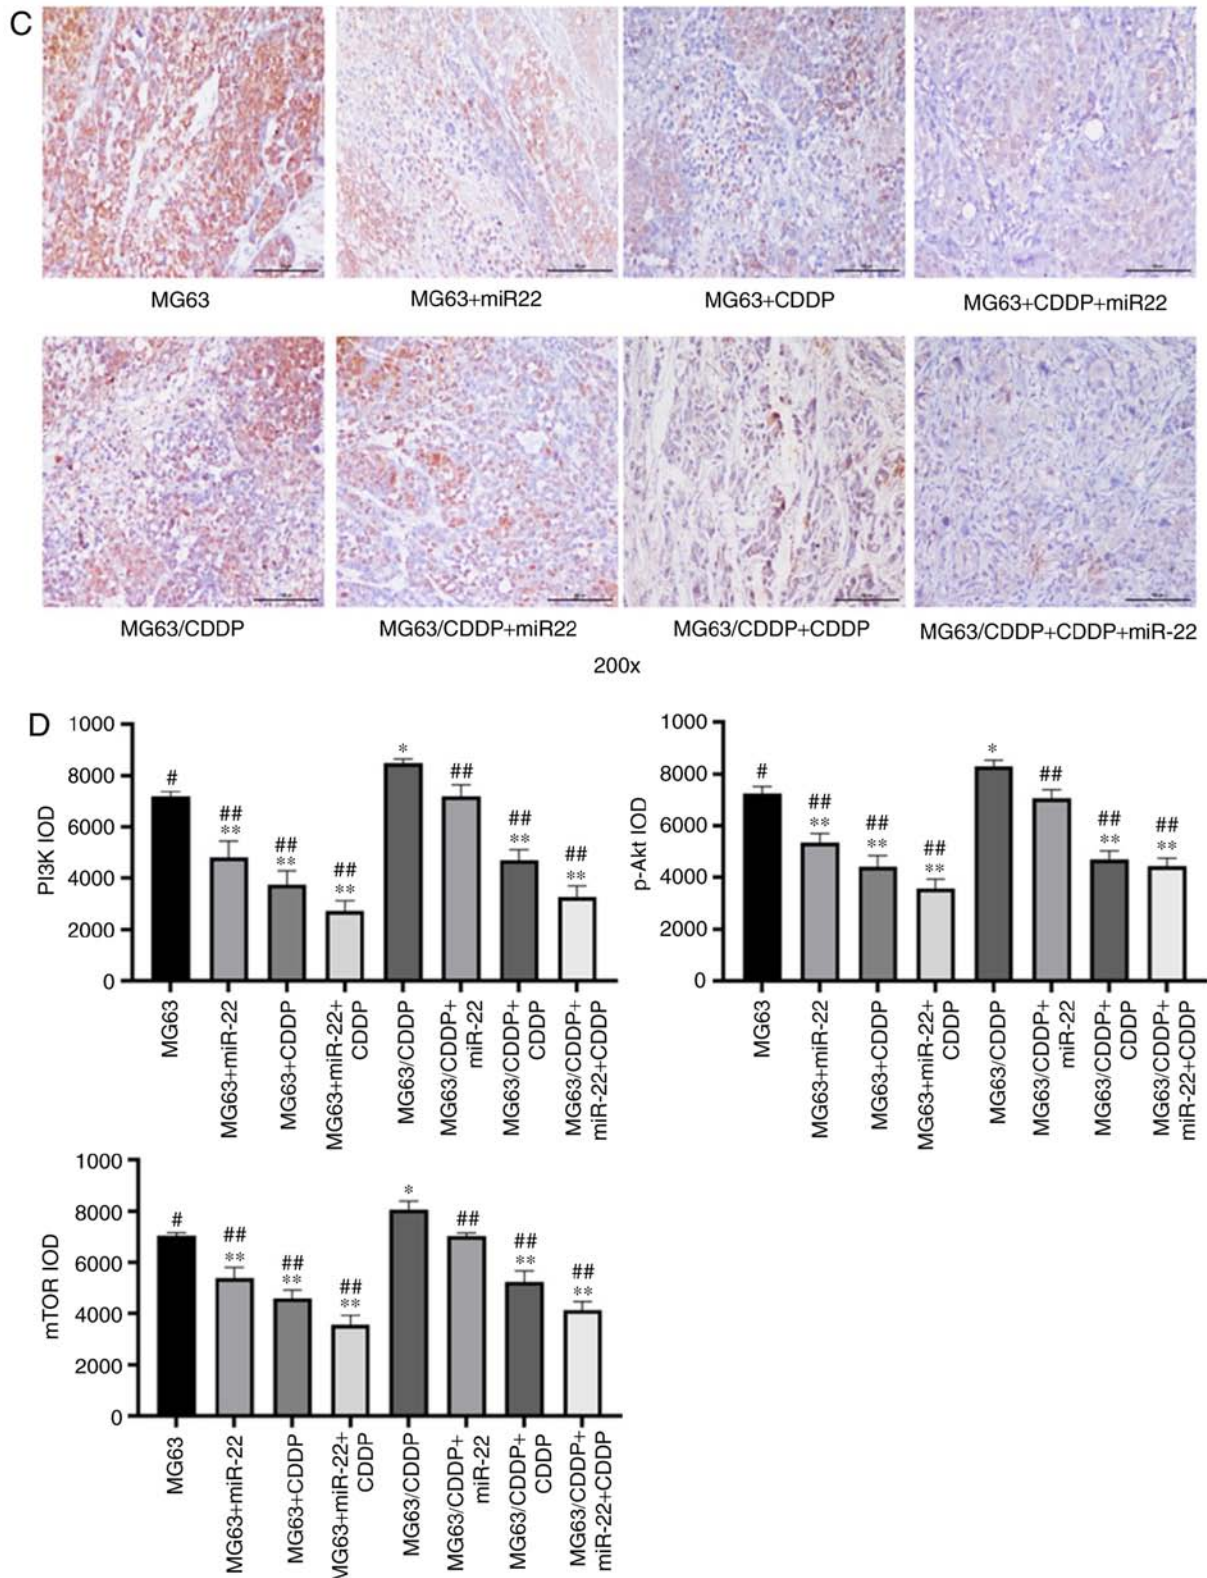 C
MG63
MG63+miR22
MG63+CDDP
MG63+CDDP+miR22
MG63/CDDP
MG63/CDDP+miR22
MG63/CDDP+CDDP
MG63/CDDP+CDDP+miR-22
200x
D
PI3K IOD
1000
8000
6000
4000
2000
0
#
##
**
##
**
##
**
*
##
##
**
##
**
MG63
MG63+miR-22
MG63+CDDP
MG63+miR-22+
CDDP
MG63/CDDP
MG63/CDDP+
miR-22
MG63/CDDP+
CDDP
MG63/CDDP+
miR-22+CDDP
p-Akt IOD
1000
8000
6000
4000
2000
0
#
##
**
##
**
##
**
*
##
##
**
##
**
MG63
MG63+miR-22
MG63+CDDP
MG63+miR-22+
CDDP
MG63/CDDP
MG63/CDDP+
miR-22
MG63/CDDP+
CDDP
MG63/CDDP+
miR-22+CDDP
mTOR IOD
1000
8000
6000
4000
2000
0
#
##
**
##
**
##
**
*
##
##
**
##
**
MG63
MG63+miR-22
MG63+CDDP
MG63+miR-22+
CDDP
MG63/CDDP
MG63/CDDP+
miR-22
MG63/CDDP+
CDDP
MG63/CDDP+
miR-22+CDDP